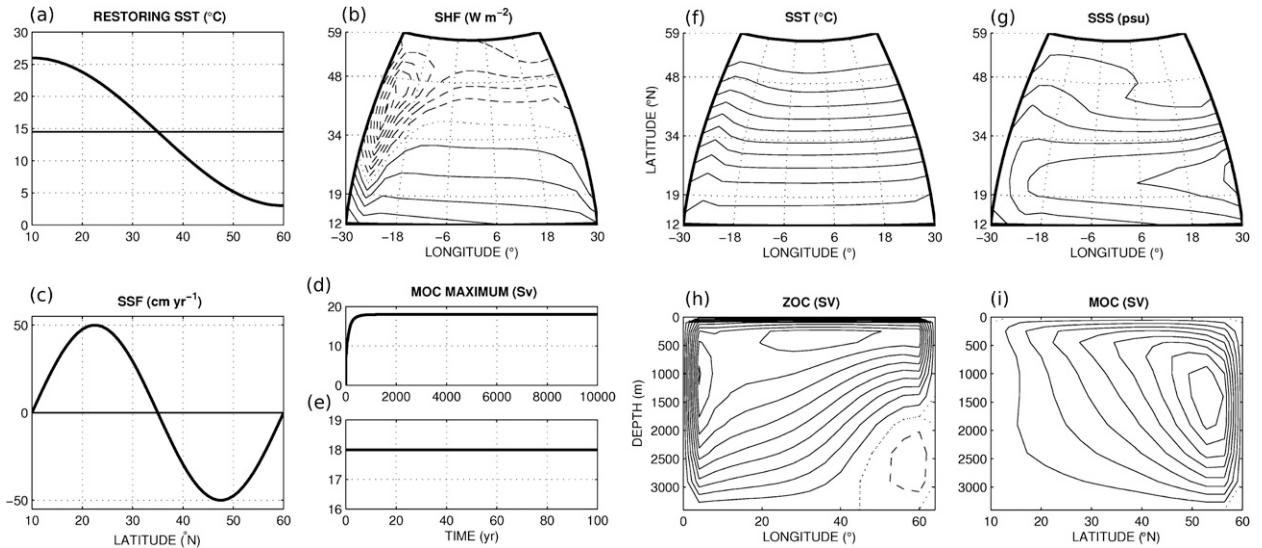 (a) RESTORING SST (°C)
30
25
20
15
10
5
0
10 20 30 40 50 60
(b) SHF (W m−2)
59
48
34
19
12
−30 −18 −6 6 18 30
LONGITUDE (°)
(f) SST (°C)
LATITUDE (°N)
59
48
34
19
12
−30 −18 −6 6 18 30
LONGITUDE (°)
(g) SSS (psu)
59
48
34
19
12
−30 −18 −6 6 18 30
LONGITUDE (°)
(c) SSF (cm yr−1)
50
0
−50
10 20 30 40 50 60
LATITUDE (°N)
(d) MOC MAXIMUM (Sv)
20
10
0
0 2000 4000 6000 8000 10000
(e)
19
18
17
16
0 20 40 60 80 100
TIME (yr)
(h) ZOC (SV)
DEPTH (m)
0
500
1000
1500
2000
2500
3000
0 20 40 60
LONGITUDE (°)
(i) MOC (SV)
0
500
1000
1500
2000
2500
3000
10 20 30 40 50 60
LATITUDE (°N)